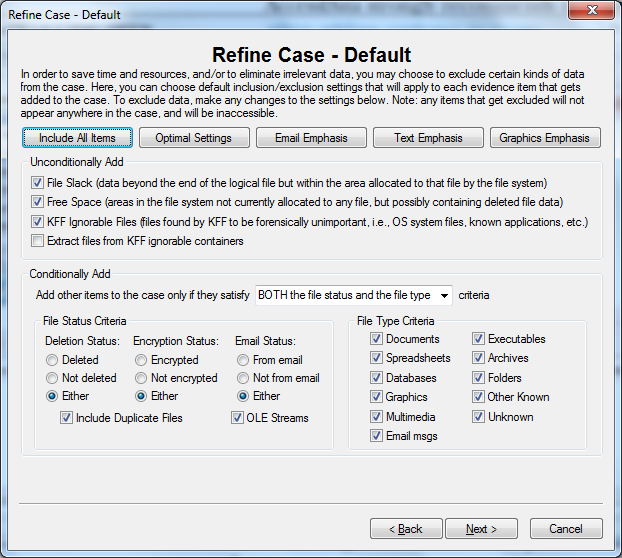 Refine Case - Default
Refine Case - Default
In order to save time and resources, and/or to eliminate irrelevant data, you may choose to exclude certain kinds of data
from the case. Here, you can choose default inclusion/exclusion settings that will apply to each evidence item that gets
added to the case. To exclude data, make any changes to the settings below. Note: any items that get excluded will not
appear anywhere in the case, and will be inaccessible.
Include All Items Optimal Settings Email Emphasis Text Emphasis Graphics Emphasis
Unconditionally Add
File Slack (data beyond the end of the logical file but within the area allocated to that file by the file system)
Free Space (areas in the file system not currently allocated to any file, but possibly containing deleted file data)
KFF Ignorable Files (files found by KFF to be forensically unimportant, i.e., OS system files, known applications, etc.)
Extract files from KFF ignorable containers
Conditionally Add
Add other items to the case only if they satisfy BOTH the file status and the file type criteria
File Status Criteria
Deletion Status: Encryption Status: Email Status:
Deleted Encrypted From email
Not deleted Not encrypted Not from email
Either Either Either
Include Duplicate Files OLE Streams
File Type Criteria
Documents Executables
Spreadsheets Archives
Databases Folders
Graphics Other Known
Multimedia Unknown
Email msgs
< Back Next > Cancel